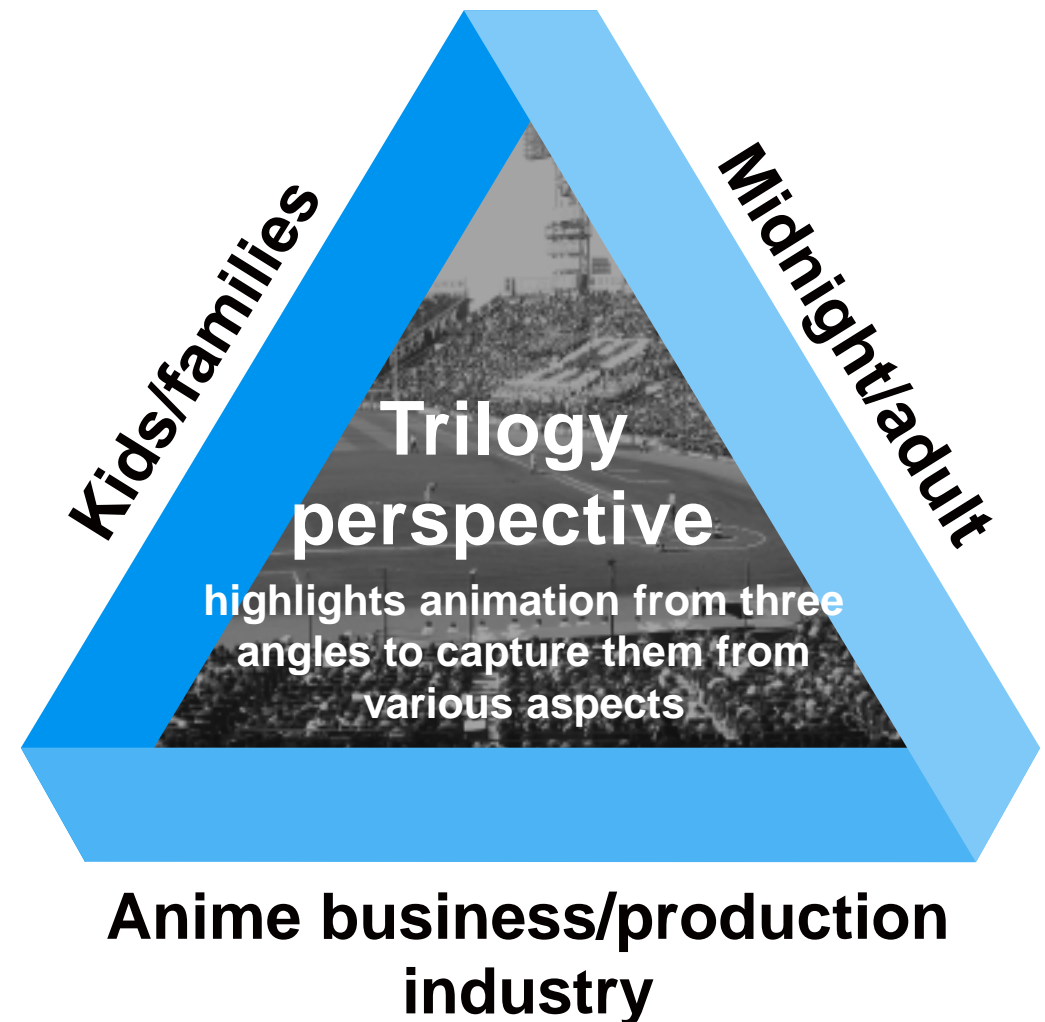 Kids/families
Midnight/adult
Trilogy
perspective
highlights animation from three
angles to capture them from
various aspects
Anime business/production
industry